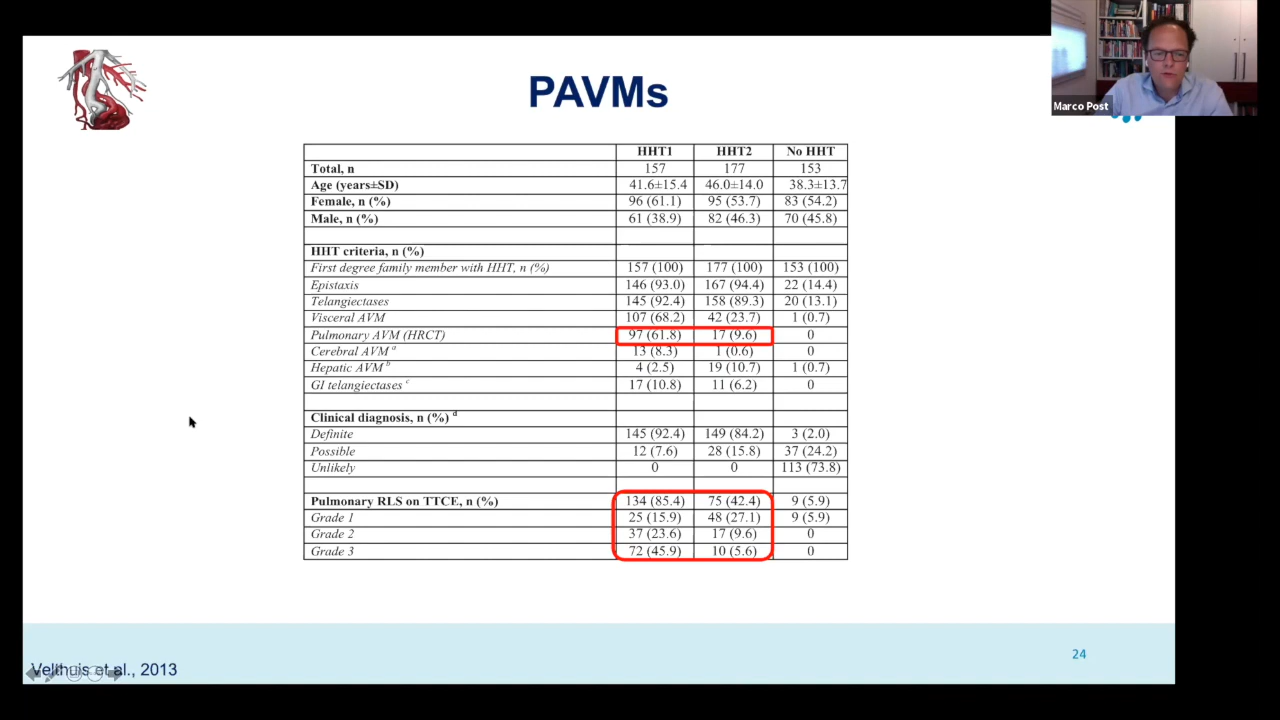 Marco Post
PAVMs
HHT1 HHT2 No HHT
Total, n 157 177 153
Age (years±SD) 41.6±15.4 46.0±14.0 38.3±13.7
Female, n (%) 96 (61.1) 95 (53.7) 83 (54.2)
Male, n (%) 61 (38.9) 82 (46.3) 70 (45.8)
HHT criteria, n (%)
First degree family member with HHT, n (%) 157 (100) 177 (100) 153 (100)
Epistaxis 146 (93.0) 167 (94.4) 22 (14.4)
Telangiectases 145 (92.4) 158 (89.3) 20 (13.1)
Visceral AVM 107 (68.2) 42 (23.7) 1 (0.7)
Pulmonary AVM (HRCT) 97 (61.8) 17 (9.6) 0
Cerebral AVM a 13 (8.3) 1 (0.6) 0
Hepatic AVM b 4 (2.5) 19 (10.7) 1 (0.7)
GI telangiectases c 17 (10.8) 11 (6.2) 0
Clinical diagnosis, n (%) d
Definite 145 (92.4) 149 (84.2) 3 (2.0)
Possible 12 (7.6) 28 (15.8) 37 (24.2)
Unlikely 0 0 113 (73.8)
Pulmonary RLS on TTCE, n (%) 134 (85.4) 75 (42.4) 9 (5.9)
Grade 1 25 (15.9) 48 (27.1) 9 (5.9)
Grade 2 37 (23.6) 17 (9.6) 0
Grade 3 72 (45.9) 10 (5.6) 0
24
Velthuis et al., 2013